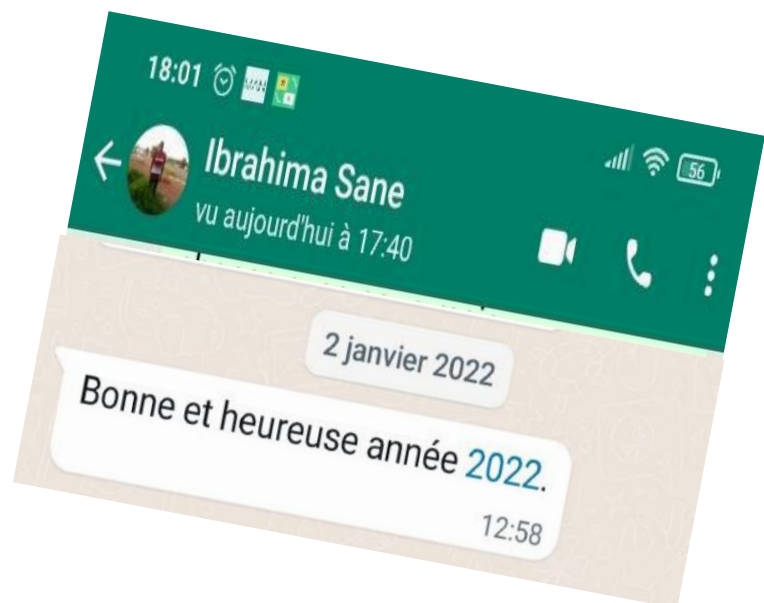 18:01
56
Ibrahima Sane
vu aujourd'hui à 17:40
2 janvier 2022
Bonne et heureuse année 2022.
12:58